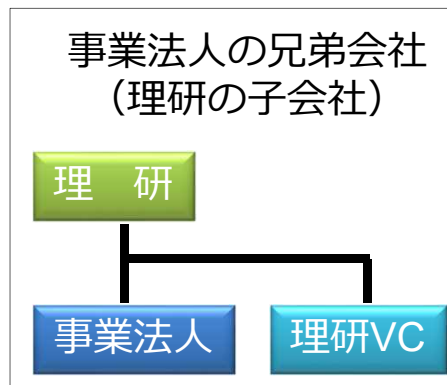 事業法人の兄弟会社
（理研の子会社）
理　研
事業法人
理研VC